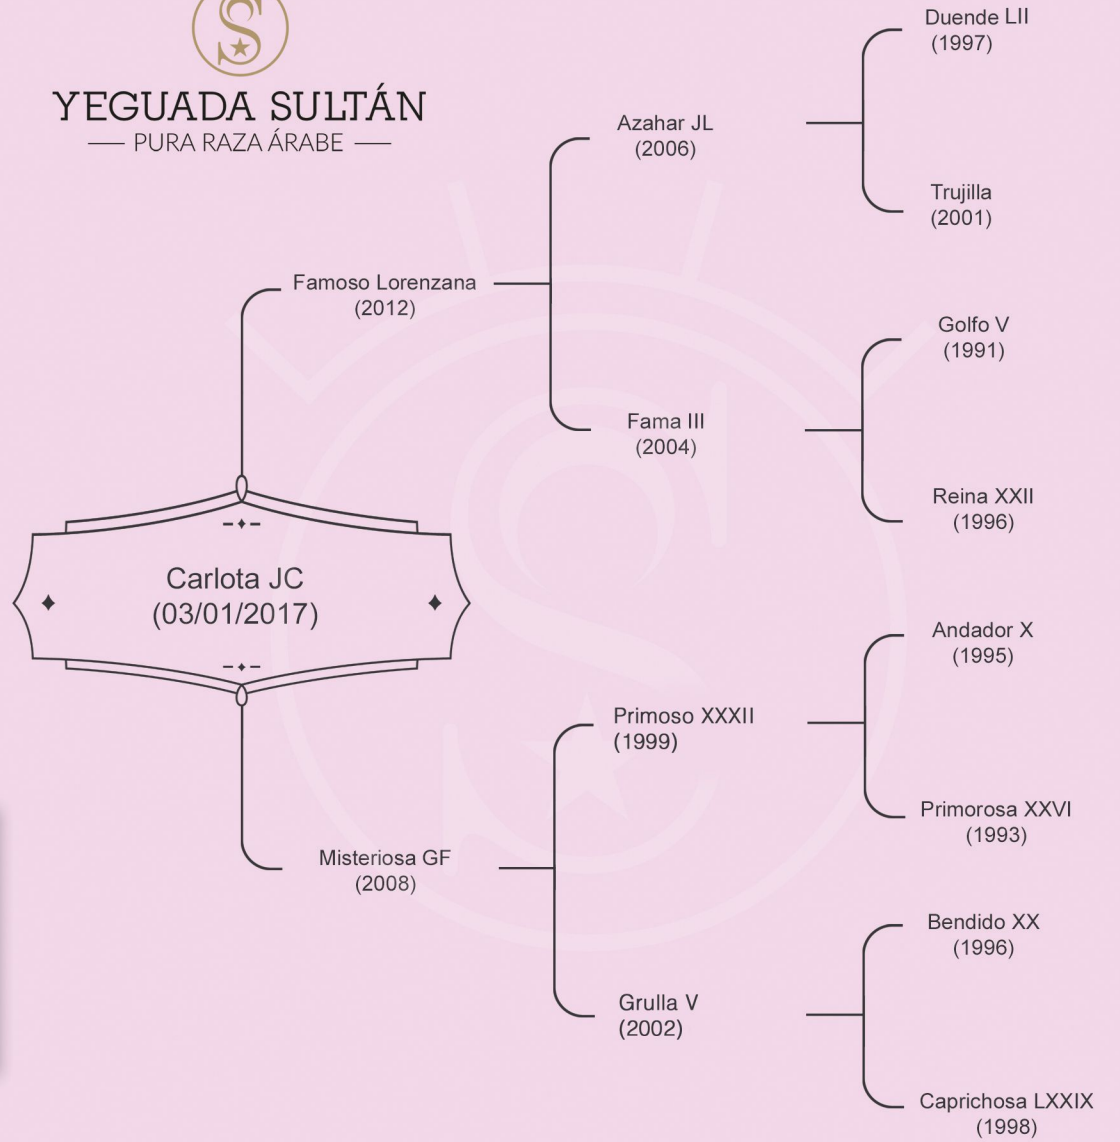 YEGUADA SULTÁN
PURA RAZA ÁRABE
Duende LII
(1997)
Azahar JL
(2006)
Trujilla
(2001)
Famoso Lorenzana
(2012)
Golfo V
(1991)
Fama III
(2004)
Reina XXII
(1996)
Carlota JC
(03/01/2017)
Andador X
(1995)
Primoso XXXII
(1999)
Primorosa XXVI
(1993)
Misteriosa GF
(2008)
Bendido XX
(1996)
Grulla V
(2002)
Caprichosa LXXIX
(1998)